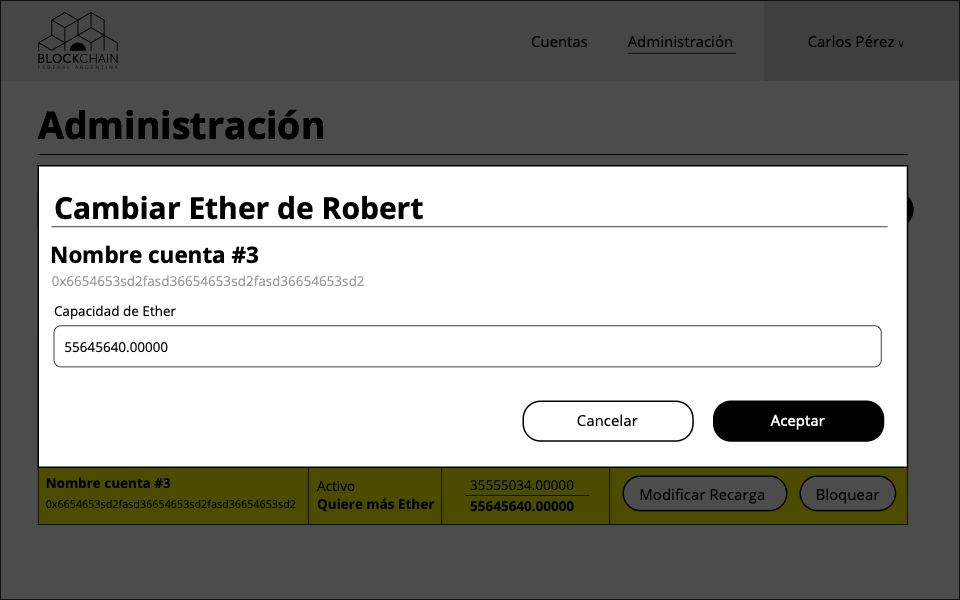 BLOCKCHAIN
FEDERAL ARGENTINA
Cuentas
Administración
Carlos Pérez v
Administración
Cambiar Ether de Robert
Nombre cuenta #3
0x6654653sd2fasd36654653sd2fasd36654653sd2
Capacidad de Ether
55645640.00000
Cancelar
Aceptar
Nombre cuenta #3
0x6654653sd2fasd36654653sd2fasd36654653sd2
Activo
Quiere más Ether
35555034.00000
55645640.00000
Modificar Recarga
Bloquear